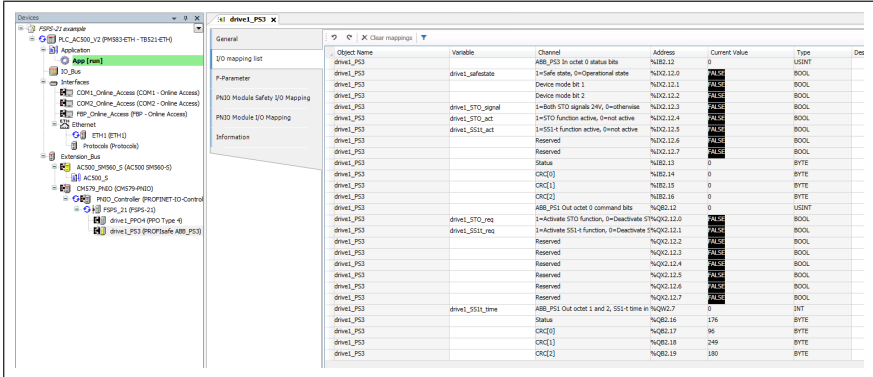 Devices
FSPS-21 example
PLC_AC500_V2 (PM583-ETH - TB521-ETH)
Application
App [run]
IO_Bus
Interfaces
COM1_Online_Access (COM1 - Online Access)
COM2_Online_Access (COM2 - Online Access)
FBP_Online_Access (FBP - Online Access)
Ethernet
ETH1 (ETH1)
Protocols (Protocols)
Extension_Bus
AC500_SM560_S (AC500 SM560-S)
AC500_S
CM579_PNIO (CM579-PNIO)
PNIO_Controller (PROFINET-IO-Control
FSPS_21 (FSPS-21)
drive1_PPO4 (PPO Type 4)
drive1_PS3 (PROFIsafe ABB_PS3)
drive1_PS3 X
General
I/O mapping list
F-Parameter
PNIO Module Safety I/O Mapping
PNIO Module I/O Mapping
Information
Clear mappings
Object Name Variable Channel Address Current Value Type Des
drive1_PS3 ABB_PS3 In octet 0 status bits %IB2.12 0 USINT
drive1_PS3 drive1_safestate 1=Safe state, 0=Operational state %IX2.12.0 FALSE BOOL
drive1_PS3 Device mode bit 1 %IX2.12.1 FALSE BOOL
drive1_PS3 Device mode bit 2 %IX2.12.2 FALSE BOOL
drive1_PS3 drive1_STO_signal 1=Both STO signals 24V, 0=otherwise %IX2.12.3 FALSE BOOL
drive1_PS3 drive1_STO_act 1=STO function active, 0=not active %IX2.12.4 FALSE BOOL
drive1_PS3 drive1_SS1t_act 1=SS1-t function active, 0=not active %IX2.12.5 FALSE BOOL
drive1_PS3 Reserved %IX2.12.6 FALSE BOOL
drive1_PS3 Reserved %IX2.12.7 FALSE BOOL
drive1_PS3 Status %IB2.13 0 BYTE
drive1_PS3 CRC[0] %IB2.14 0 BYTE
drive1_PS3 CRC[1] %IB2.15 0 BYTE
drive1_PS3 CRC[2] %IB2.16 0 BYTE
drive1_PS3 ABB_PS1 Out octet 0 command bits %QB2.12 0 USINT
drive1_PS3 drive1_STO_req 1=Activate STO function, 0=Deactivate ST %QX2.12.0 FALSE BOOL
drive1_PS3 drive1_SS1t_req 1=Activate SS1-t function, 0=Deactivate S %QX2.12.1 FALSE BOOL
drive1_PS3 Reserved %QX2.12.2 FALSE BOOL
drive1_PS3 Reserved %QX2.12.3 FALSE BOOL
drive1_PS3 Reserved %QX2.12.4 FALSE BOOL
drive1_PS3 Reserved %QX2.12.5 FALSE BOOL
drive1_PS3 Reserved %QX2.12.6 FALSE BOOL
drive1_PS3 Reserved %QX2.12.7 FALSE BOOL
drive1_PS3 drive1_SS1t_time ABB_PS1 Out octet 1 and 2, SS1-t time in %QW2.7 0 INT
drive1_PS3 Status %QB2.16 176 BYTE
drive1_PS3 CRC[0] %QB2.17 96 BYTE
drive1_PS3 CRC[1] %QB2.18 249 BYTE
drive1_PS3 CRC[2] %QB2.19 180 BYTE